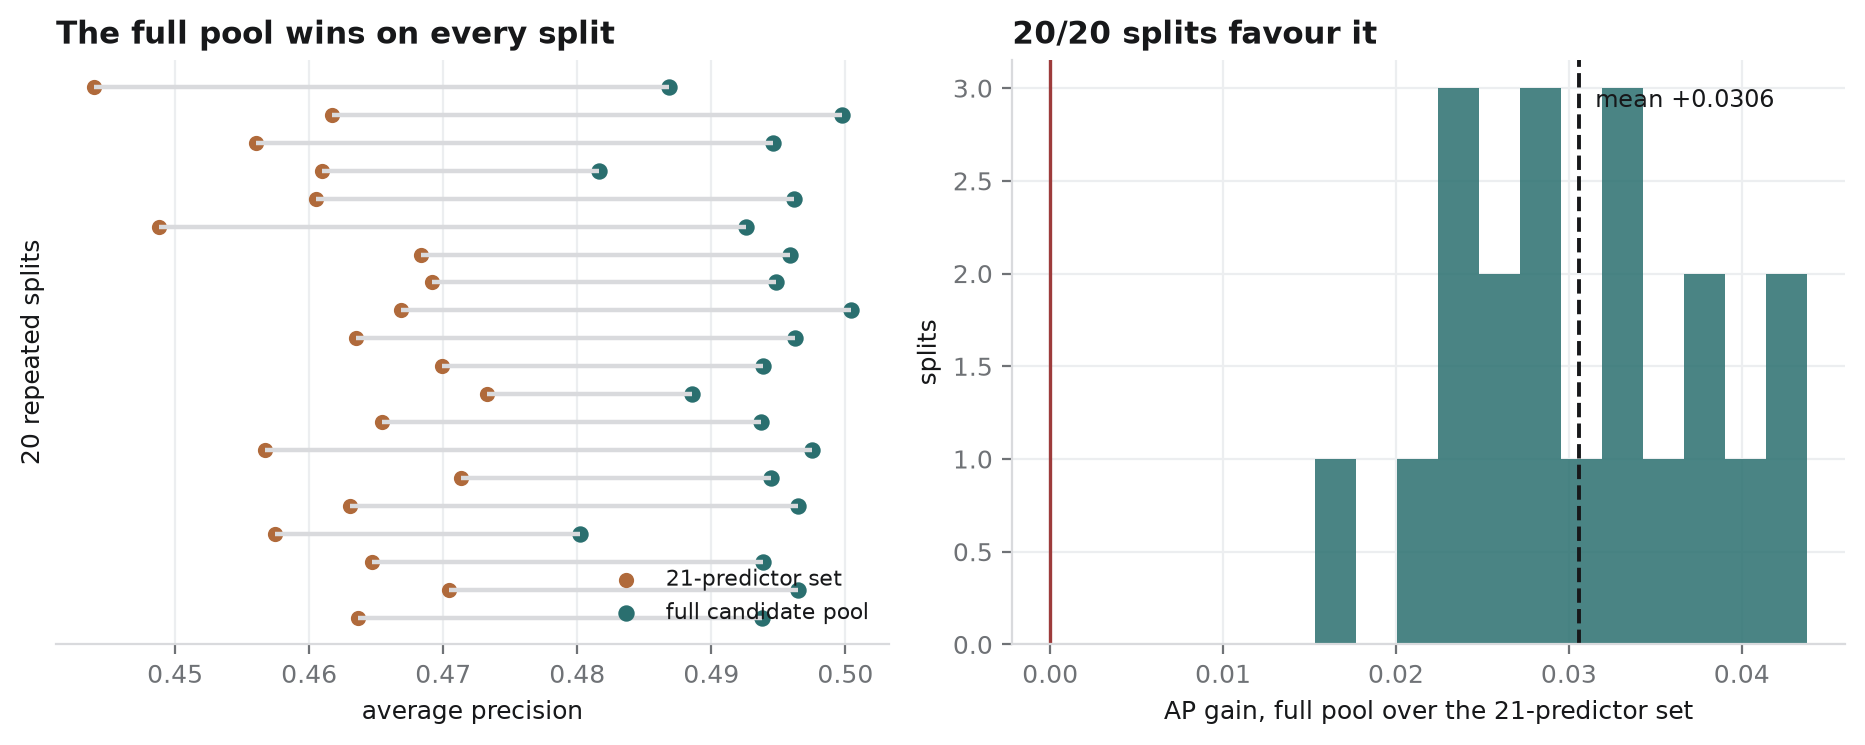 The full pool wins on every split
20 repeated splits
21-predictor set
full candidate pool
0.45 0.46 0.47 0.48 0.49 0.50
average precision
20/20 splits favour it
splits
3.0
2.5
2.0
1.5
1.0
0.5
0.0
mean +0.0306
0.00 0.01 0.02 0.03 0.04
AP gain, full pool over the 21-predictor set